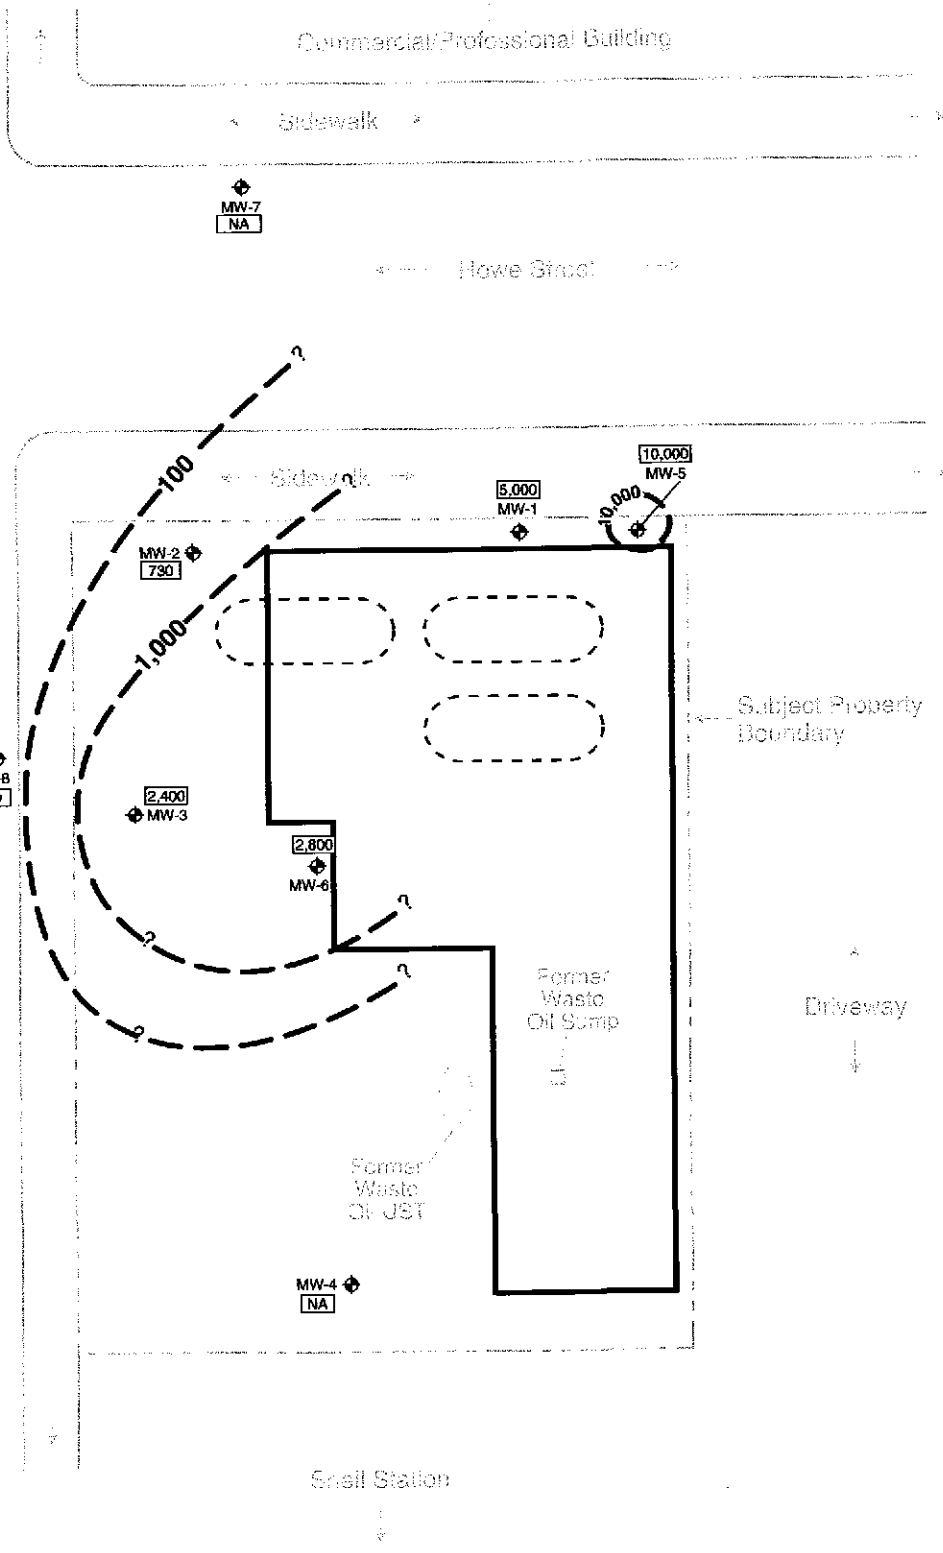 Commercial/Professional Building
Sidewalk
MW-7
NA
Howe Street
?
100
Sidewalk
?
10,000
MW-5
5,000
MW-1
10,000
MW-2
730
1,000
Subject Property
Boundary
2,400
MW-3
2,800
MW-6
?
?
?
?
Former
Waste
Oil Sump
Driveway
Former
Waste
Oil UST
MW-4
NA
Shell Station